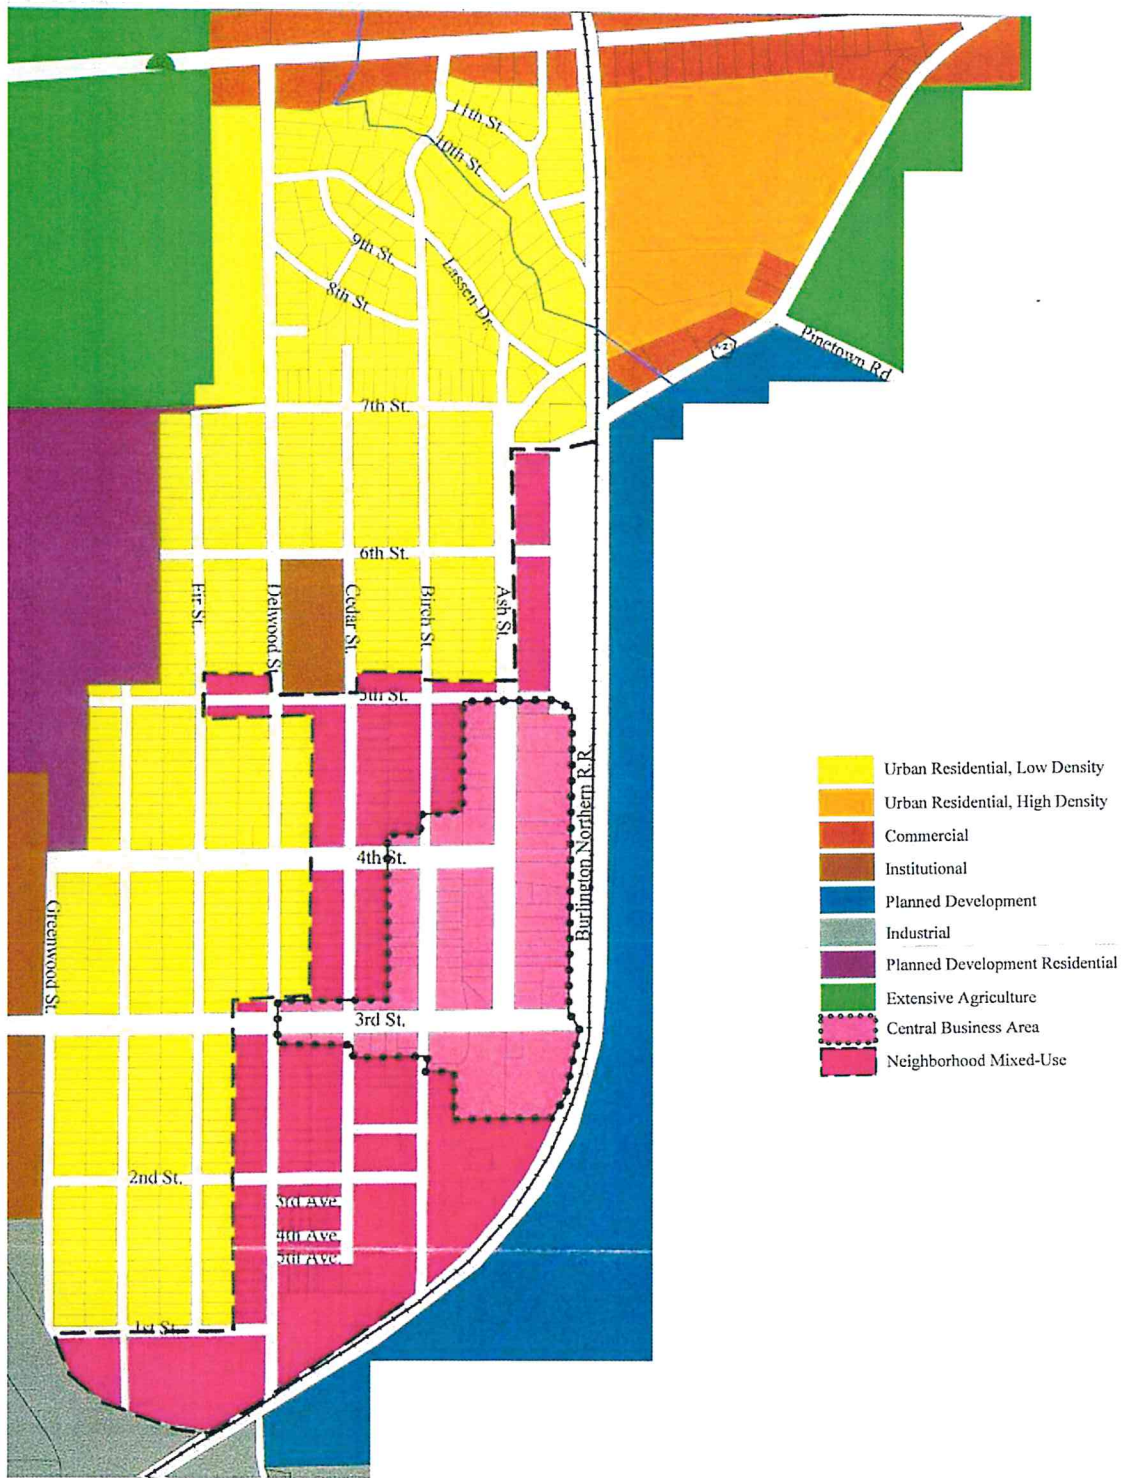 11th St.
10th St.
9th St.
8th St.
Lassen Dr.
Pinetown Rd
7th St.
6th St.
Fir St.
Delwood St.
Cedar St.
Birch St.
Ash St.
5th St.
Burlington Northern R.R.
4th St.
Greenwood St.
3rd St.
2nd St.
3rd Ave
4th Ave
5th Ave.
1st St.
Urban Residential, Low Density
Urban Residential, High Density
Commercial
Institutional
Planned Development
Industrial
Planned Development Residential
Extensive Agriculture
Central Business Area
Neighborhood Mixed-Use